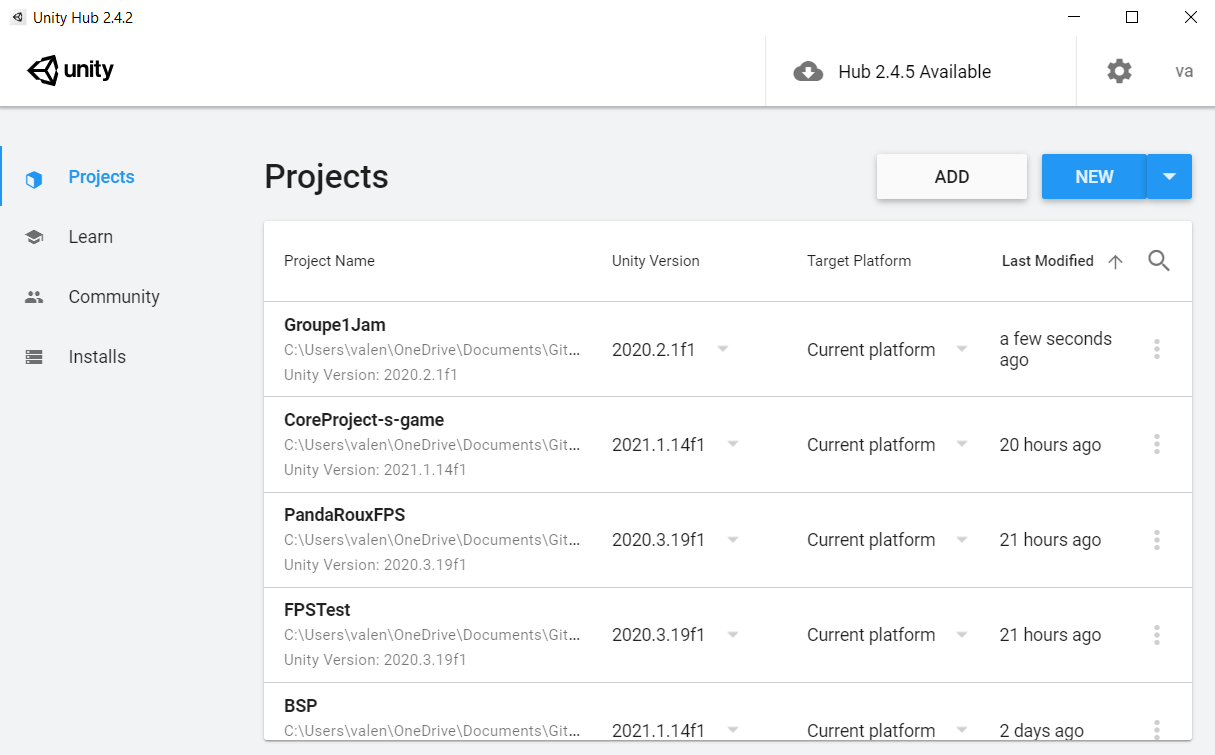 Unity Hub 2.4.2
unity
Hub 2.4.5 Available
va
Projects
Learn
Community
Installs
Projects
ADD
NEW
Project Name Unity Version Target Platform Last Modified
Groupe1Jam
C:\Users\valen\OneDrive\Documents\Git...
Unity Version: 2020.2.1f1
2020.2.1f1
Current platform
a few seconds
ago
CoreProject-s-game
C:\Users\valen\OneDrive\Documents\Git...
Unity Version: 2021.1.14f1
2021.1.14f1
Current platform
20 hours ago
PandaRouxFPS
C:\Users\valen\OneDrive\Documents\Git...
Unity Version: 2020.3.19f1
2020.3.19f1
Current platform
21 hours ago
FPSTest
C:\Users\valen\OneDrive\Documents\Git...
Unity Version: 2020.3.19f1
2020.3.19f1
Current platform
21 hours ago
BSP
C:\Users\valen\OneDrive\Documents\Git...
2021.1.14f1
Current platform
2 days ago